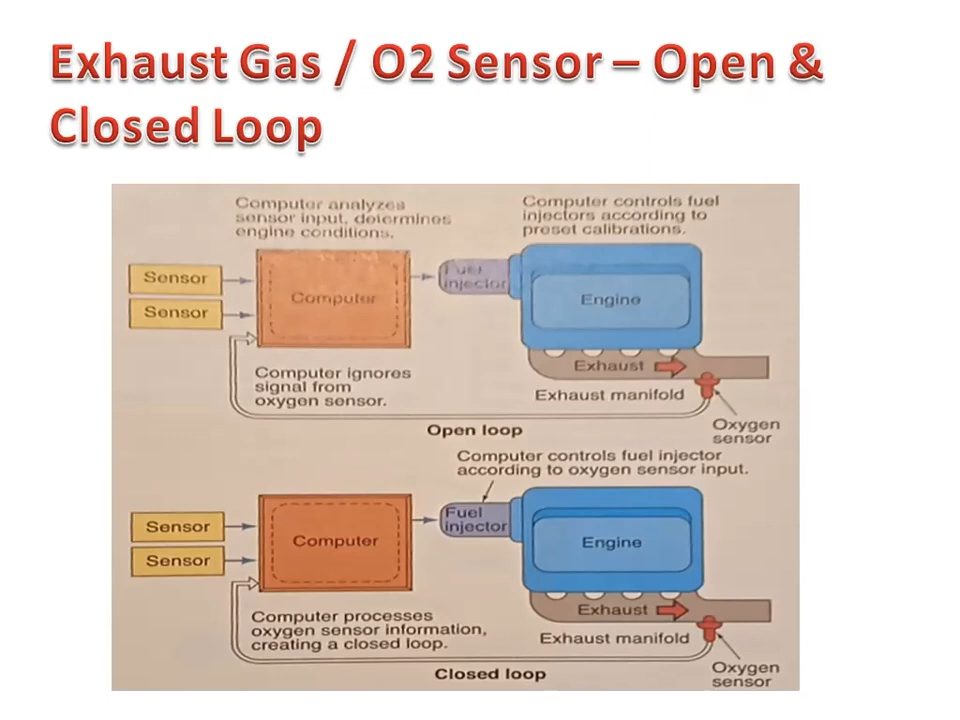 Exhaust Gas / O2 Sensor – Open &
Closed Loop
Computer analyzes
sensor input, determines
engine conditions.
Computer controls fuel
injectors according to
preset calibrations.
Sensor
Sensor
Computer
Fuel
injector
Engine
Exhaust
Computer ignores
signal from
oxygen sensor.
Exhaust manifold
Oxygen
sensor
Open loop
Computer controls fuel injector
according to oxygen sensor input.
Sensor
Sensor
Computer
Fuel
injector
Engine
Exhaust
Computer processes
oxygen sensor information,
creating a closed loop.
Exhaust manifold
Oxygen
sensor
Closed loop